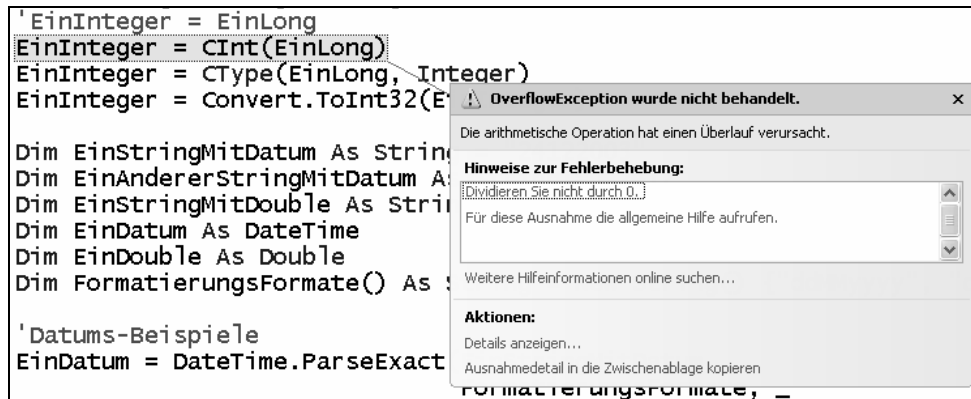 'EinInteger = EinLong
EinInteger = CInt(EinLong)
EinInteger = CType(EinLong, Integer)
EinInteger = Convert.ToInt32(E
Dim EinStringMitDatum As String
Dim EinAndererStringMitDatum A
Dim EinStringMitDouble As Strin
Dim EinDatum As DateTime
Dim EinDouble As Double
Dim FormatierungsFormate() As
'Datums-Beispiele
EinDatum = DateTime.ParseExact
FormatierungsFormate, _
OverflowException wurde nicht behandelt.
Die arithmetische Operation hat einen Überlauf verursacht.
Hinweise zur Fehlerbehebung:
Dividieren Sie nicht durch 0.
Für diese Ausnahme die allgemeine Hilfe aufrufen.
Weitere Hilfeinformationen online suchen...
Aktionen:
Details anzeigen...
Ausnahmedetail in die Zwischenablage kopieren